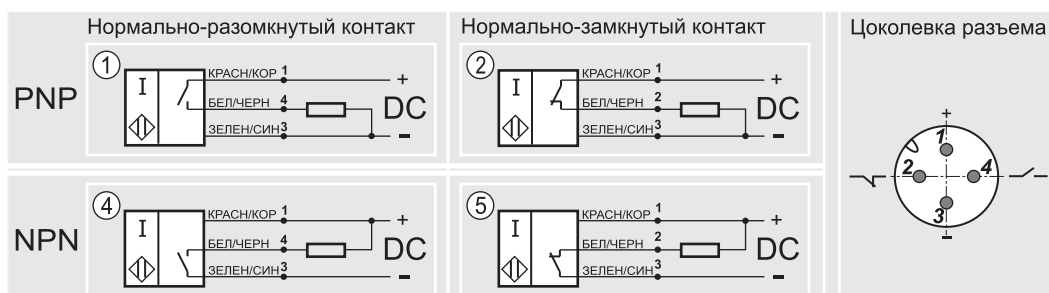 Нормально-разомкнутый контакт
Нормально-замкнутый контакт
Цоколевка разъема
PNP
1
I
КРАСН/КОР 1
+
БЕЛ/ЧЕРН 4
DC
ЗЕЛЕН/СИН 3
-
2
I
КРАСН/КОР 1
+
БЕЛ/ЧЕРН 2
DC
ЗЕЛЕН/СИН 3
-
NPN
4
I
КРАСН/КОР 1
+
БЕЛ/ЧЕРН 4
DC
ЗЕЛЕН/СИН 3
-
5
I
КРАСН/КОР 1
+
БЕЛ/ЧЕРН 2
DC
ЗЕЛЕН/СИН 3
-
+
1
2
4
3
-